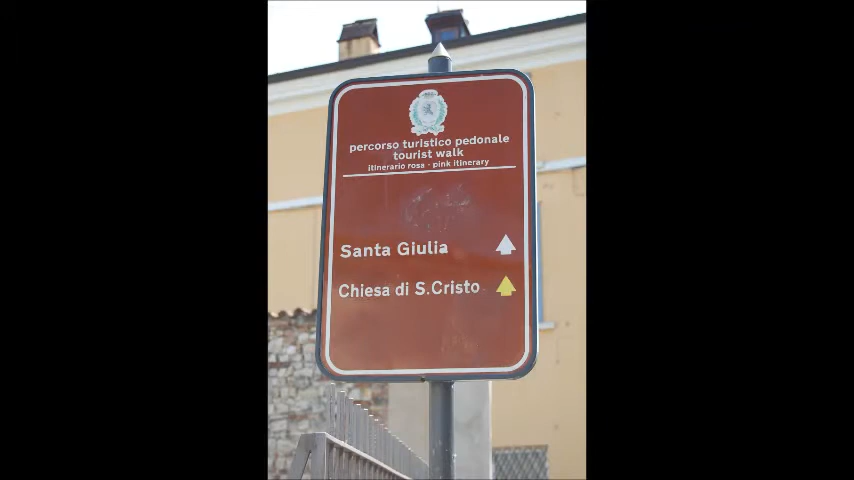 percorso turistico pedonale
tourist walk
itinerario rosa - pink itinerary
Santa Giulia
Chiesa di S.Cristo